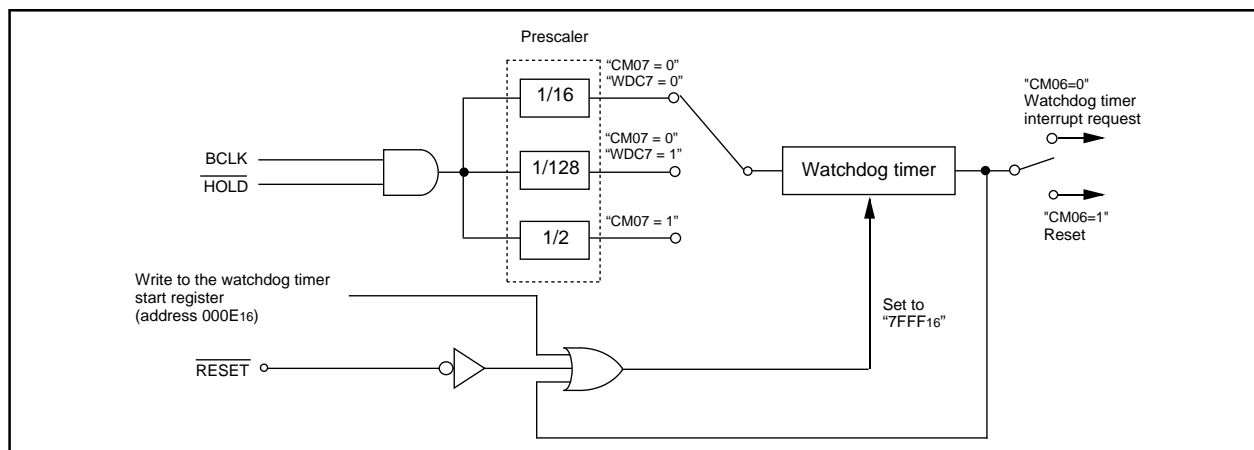 Prescaler
“CM07 = 0”
“WDC7 = 0”
1/16
"CM06=0"
Watchdog timer
interrupt request
BCLK
HOLD
“CM07 = 0”
“WDC7 = 1”
1/128
Watchdog timer
“CM07 = 1”
1/2
"CM06=1"
Reset
Write to the watchdog timer
start register
(address 000E16)
Set to
“7FFF16”
RESET